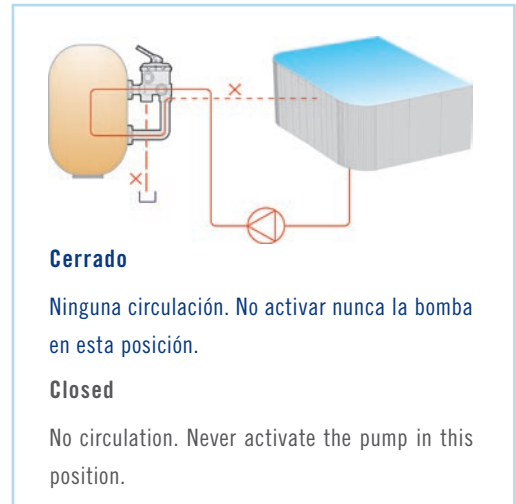 Cerrado
Ninguna circulación. No activar nunca la bomba
en esta posición.
Closed
No circulation. Never activate the pump in this
position.